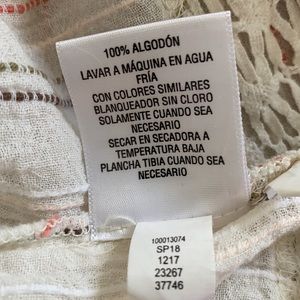 100% ALGODÓN
LAVAR A MÁQUINA EN AGUA
FRÍA
CON COLORES SIMILARES
BLANQUEADOR SIN CLORO
SOLAMENTE CUANDO SEA
NECESARIO
SECAR EN SECADORA A
TEMPERATURA BAJA
PLANCHA TIBIA CUANDO SEA
NECESARIO
100013074
SP18
1217
23267
37746